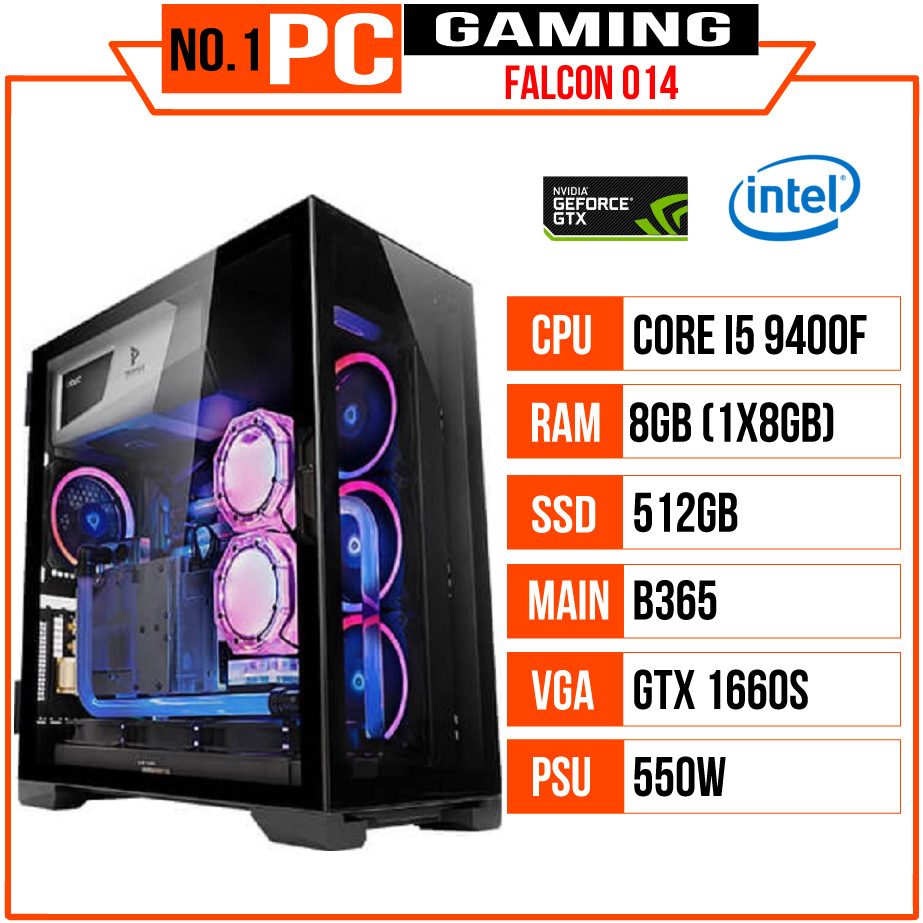 NO.1 PC GAMING
FALCON 014
NVIDIA
GEFORCE®
GTX
intel®
CPU CORE I5 9400F
RAM 8GB (1X8GB)
SSD 512GB
MAIN B365
VGA GTX 1660S
PSU 550W